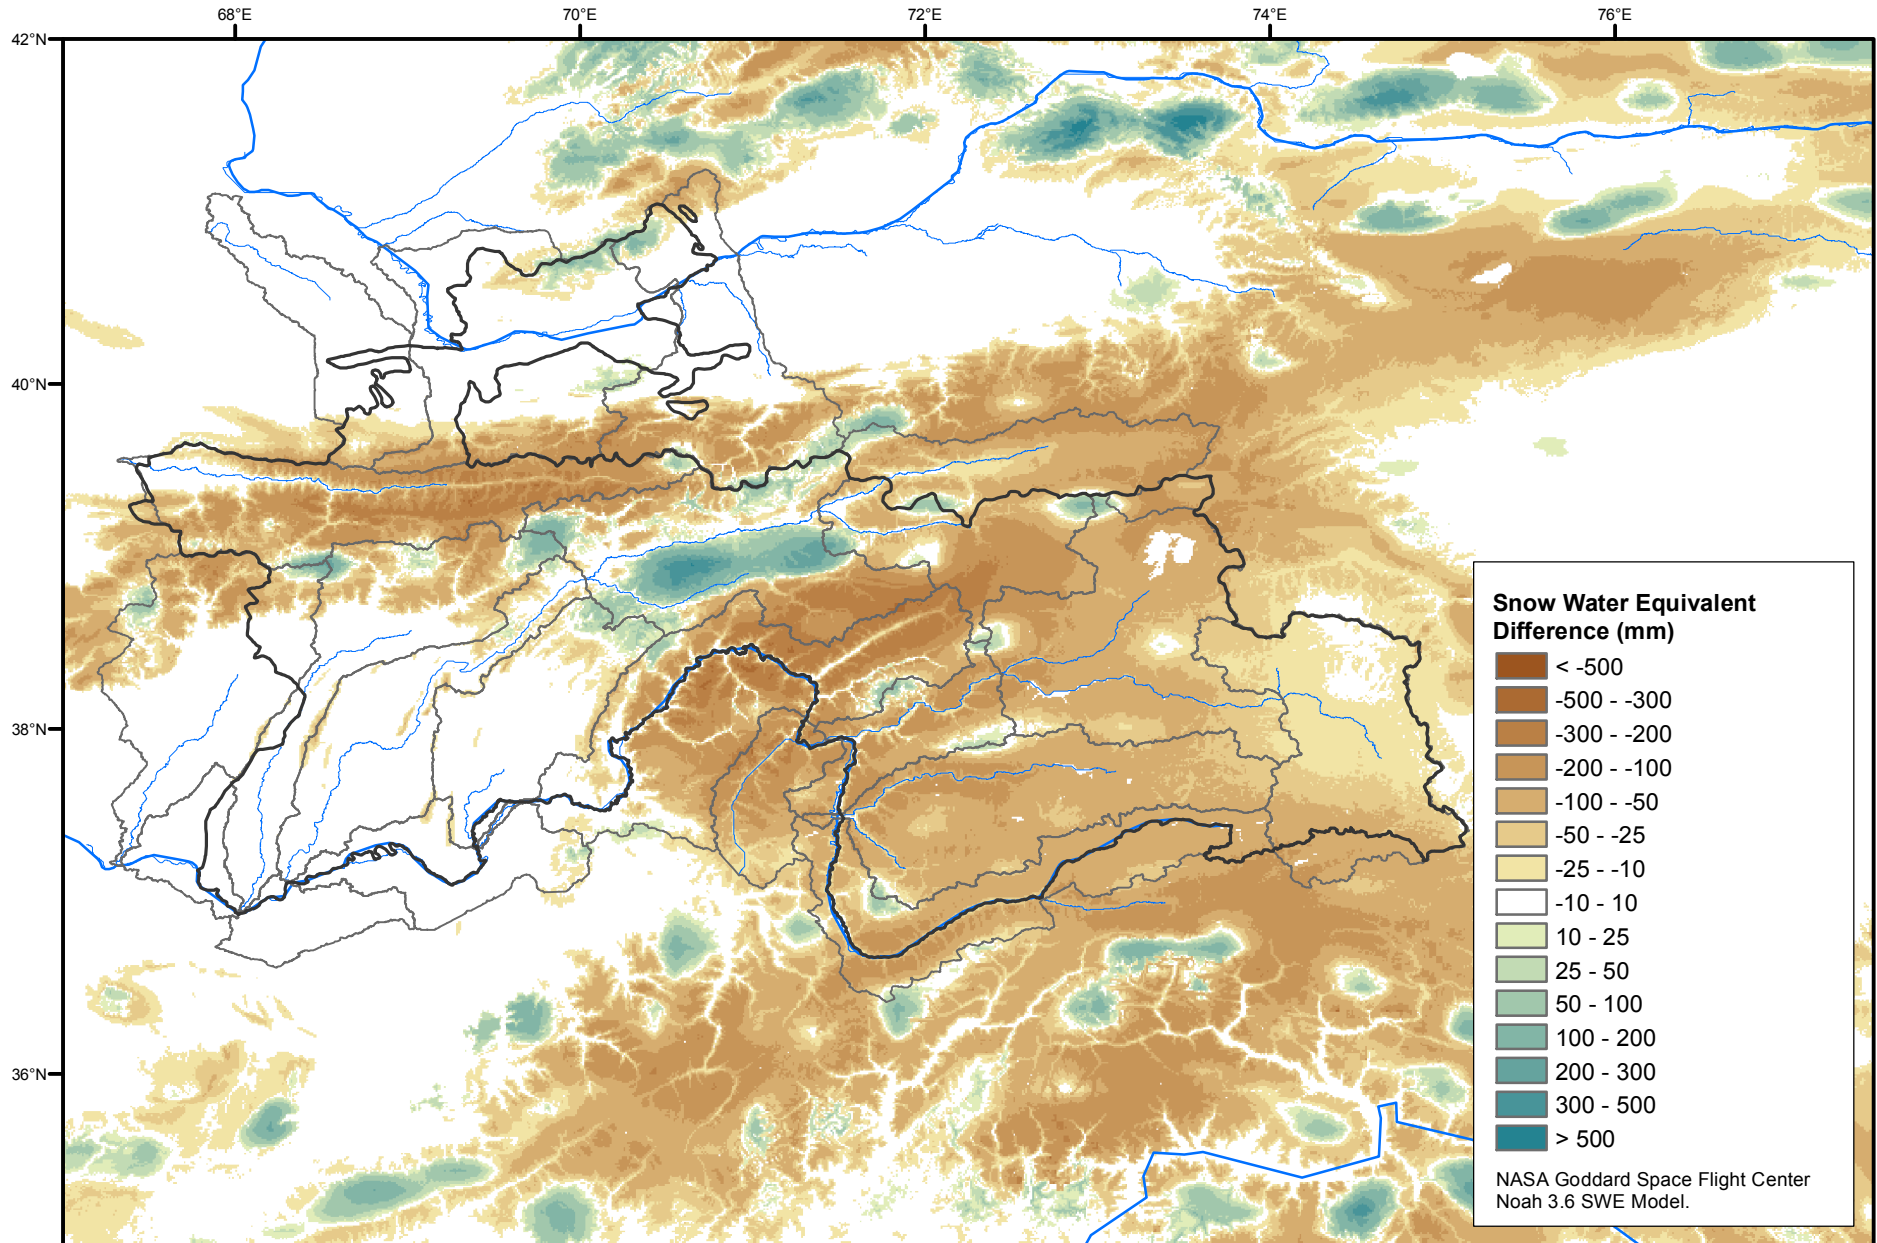 68°E 70°E 72°E 74°E 76°E
42°N
40°N
38°N
36°N
Snow Water Equivalent
Difference (mm)
< -500
-500 - -300
-300 - -200
-200 - -100
-100 - -50
-50 - -25
-25 - -10
-10 - 10
10 - 25
25 - 50
50 - 100
100 - 200
200 - 300
300 - 500
> 500
NASA Goddard Space Flight Center
Noah 3.6 SWE Model.